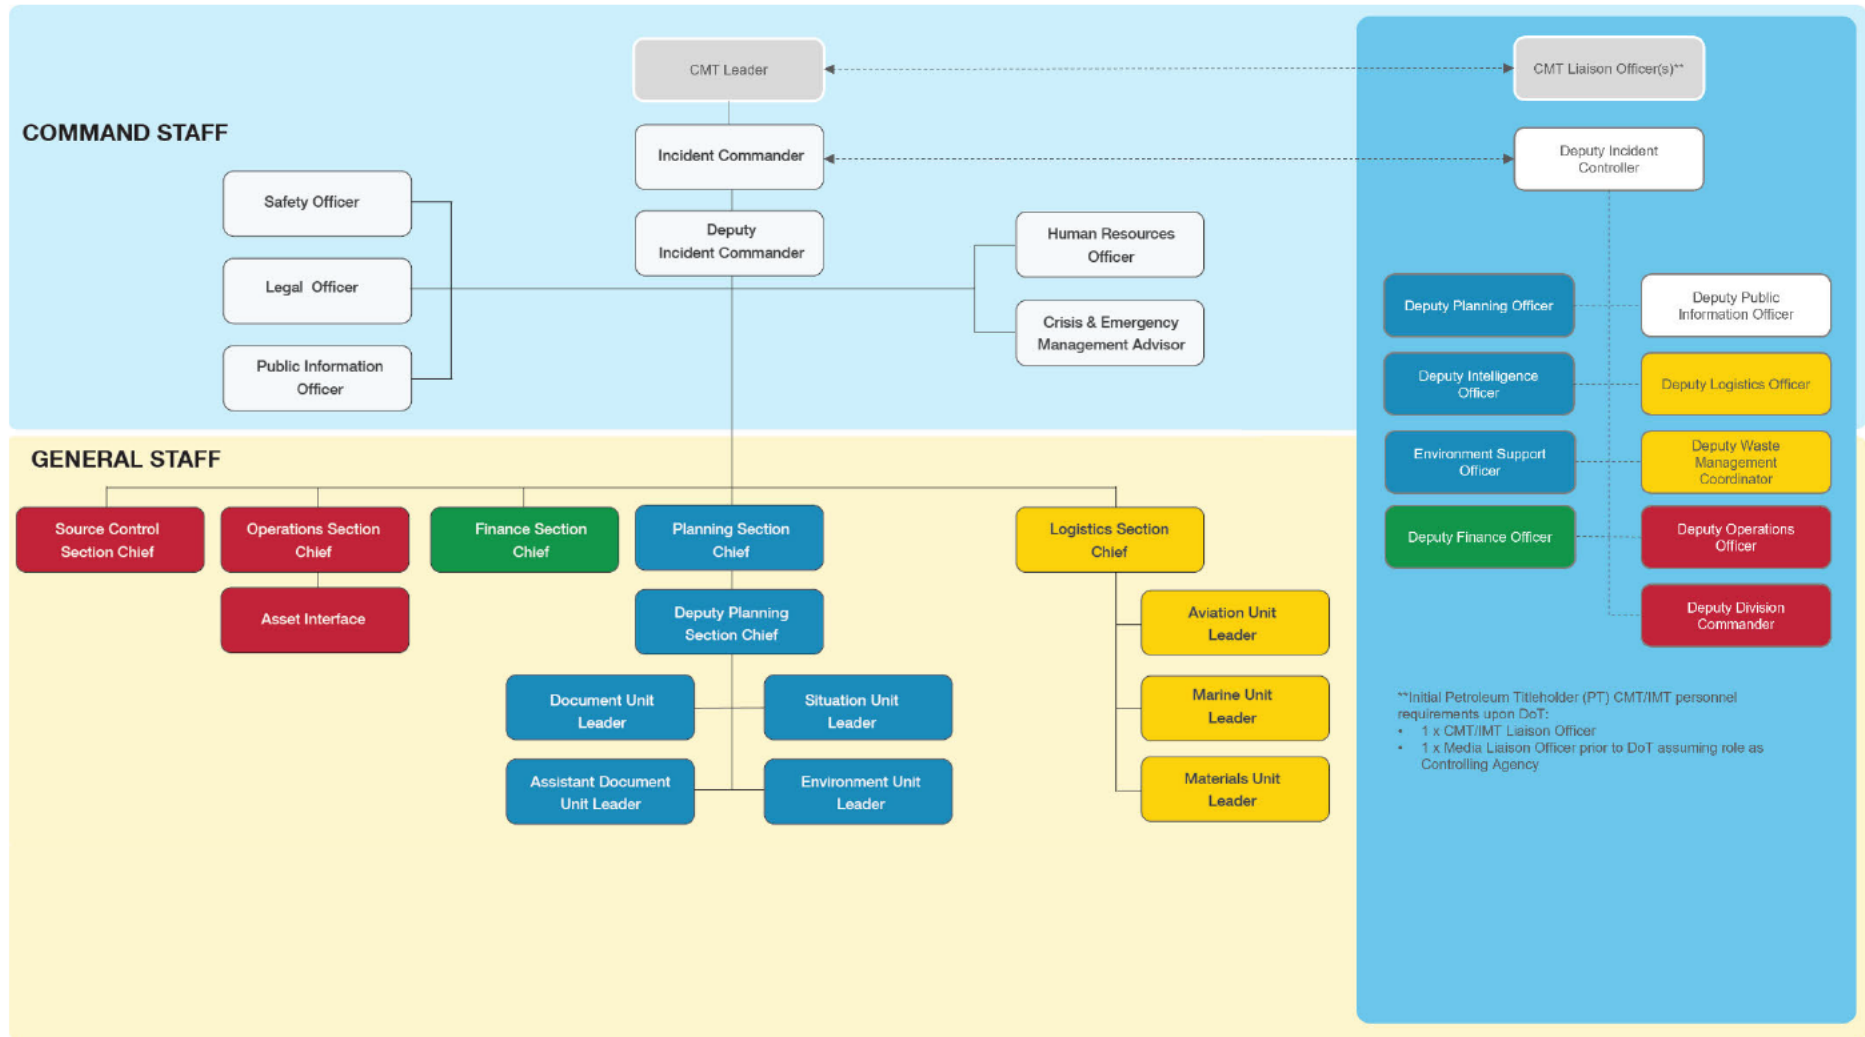 CMT Leader
CMT Liaison Officer(s)**
COMMAND STAFF
Incident Commander
Deputy Incident
Controller
Safety Officer
Deputy
Incident Commander
Human Resources
Officer
Legal Officer
Crisis & Emergency
Management Advisor
Public Information
Officer
Deputy Planning Officer
Deputy Public
Information Officer
Deputy Intelligence
Officer
Deputy Logistics Officer
Environment Support
Officer
Deputy Waste
Management
Coordinator
Deputy Finance Officer
Deputy Operations
Officer
Deputy Division
Commander
GENERAL STAFF
Source Control
Section Chief
Operations Section
Chief
Finance Section
Chief
Planning Section
Chief
Logistics Section
Chief
Asset Interface
Deputy Planning
Section Chief
Aviation Unit
Leader
Document Unit
Leader
Situation Unit
Leader
Marine Unit
Leader
Assistant Document
Unit Leader
Environment Unit
Leader
Materials Unit
Leader
**Initial Petroleum Titleholder (PT) CMT/IMT personnel
requirements upon DoT:
• 1 x CMT/IMT Liaison Officer
• 1 x Media Liaison Officer prior to DoT assuming role as
Controlling Agency